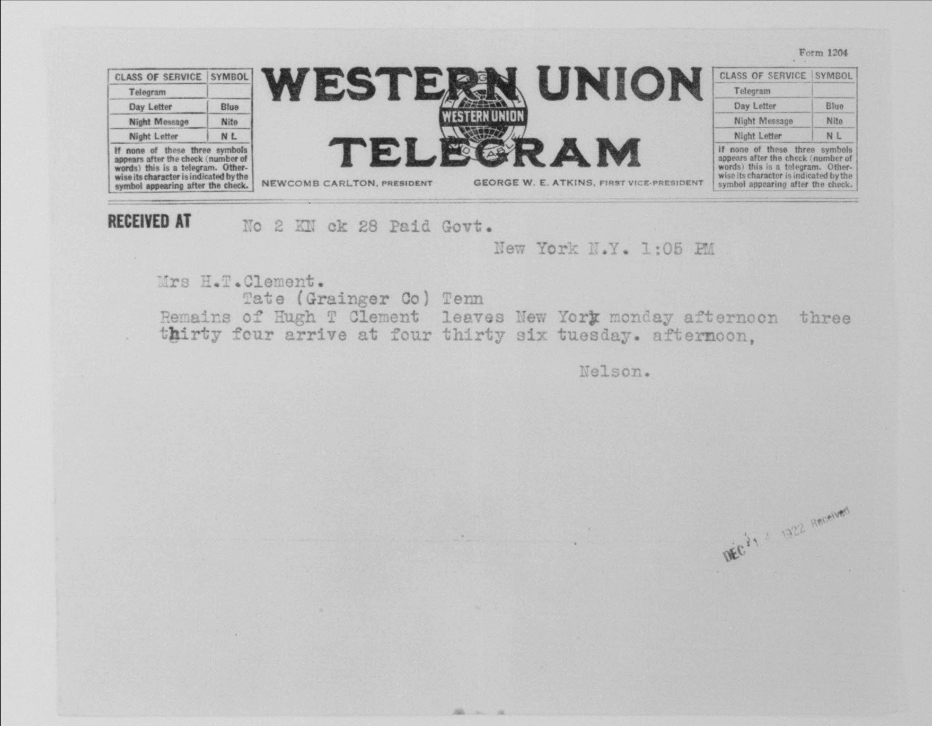 Form 1204
CLASS OF SERVICE SYMBOL
Telegram
Day Letter Blue
Night Message Nite
Night Letter N L
If none of these three symbols
appears after the check (number of
words) this is a telegram. Other-
wise its character is indicated by the
symbol appearing after the check.
WESTERN UNION
WESTERN UNION
TELEGRAM
NEWCOMB CARLTON, PRESIDENT GEORGE W. E. ATKINS, FIRST VICE-PRESIDENT
CLASS OF SERVICE SYMBOL
Telegram
Day Letter Blue
Night Message Nite
Night Letter N L
If none of these three symbols
appears after the check (number of
words) this is a telegram. Other-
wise its character is indicated by the
symbol appearing after the check.
RECEIVED AT No 2 KN ck 28 Paid Govt.
New York N.Y. 1:05 PM
Mrs H.T.Clement.
Tate (Grainger Co) Tenn
Remains of Hugh T Clement leaves New York monday afternoon three
thirty four arrive at four thirty six tuesday. afternoon,
Nelson.
DEC 1922 Received